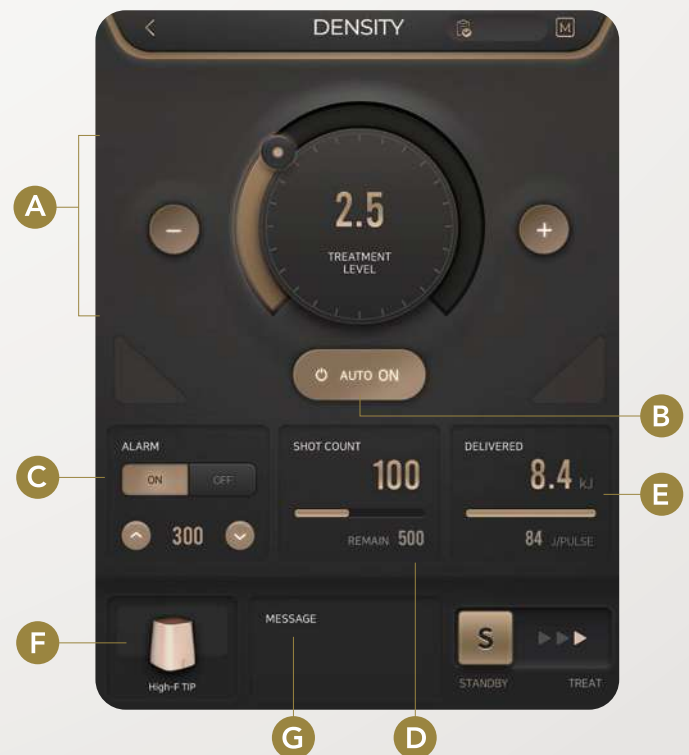 DENSITY
M
A
2.5
TREATMENT
LEVEL
AUTO ON
B
C
ALARM
ON OFF
300
SHOT COUNT
100
REMAIN 500
DELIVERED
8.4 kJ
84 J/PULSE
E
F
High-F TIP
MESSAGE
S
STANDBY TREAT
G
D